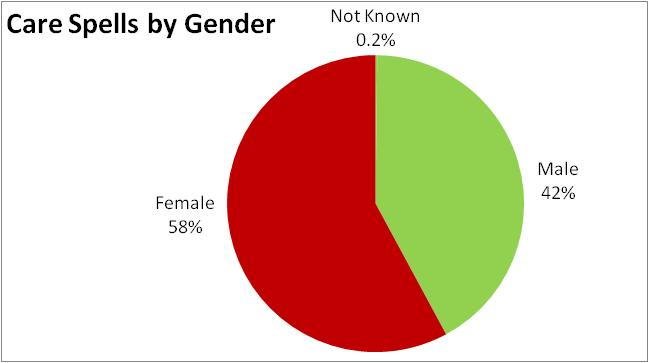 Care Spells by Gender
Not Known
0.2%
Male
42%
Female
58%